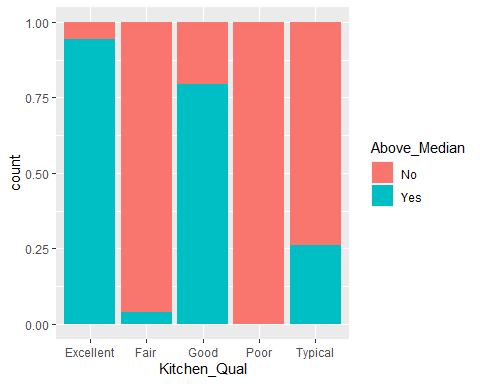 1.00
0.75
0.50
0.25
0.00
count
Excellent Fair Good Poor Typical
Kitchen_Qual
Above_Median
No
Yes